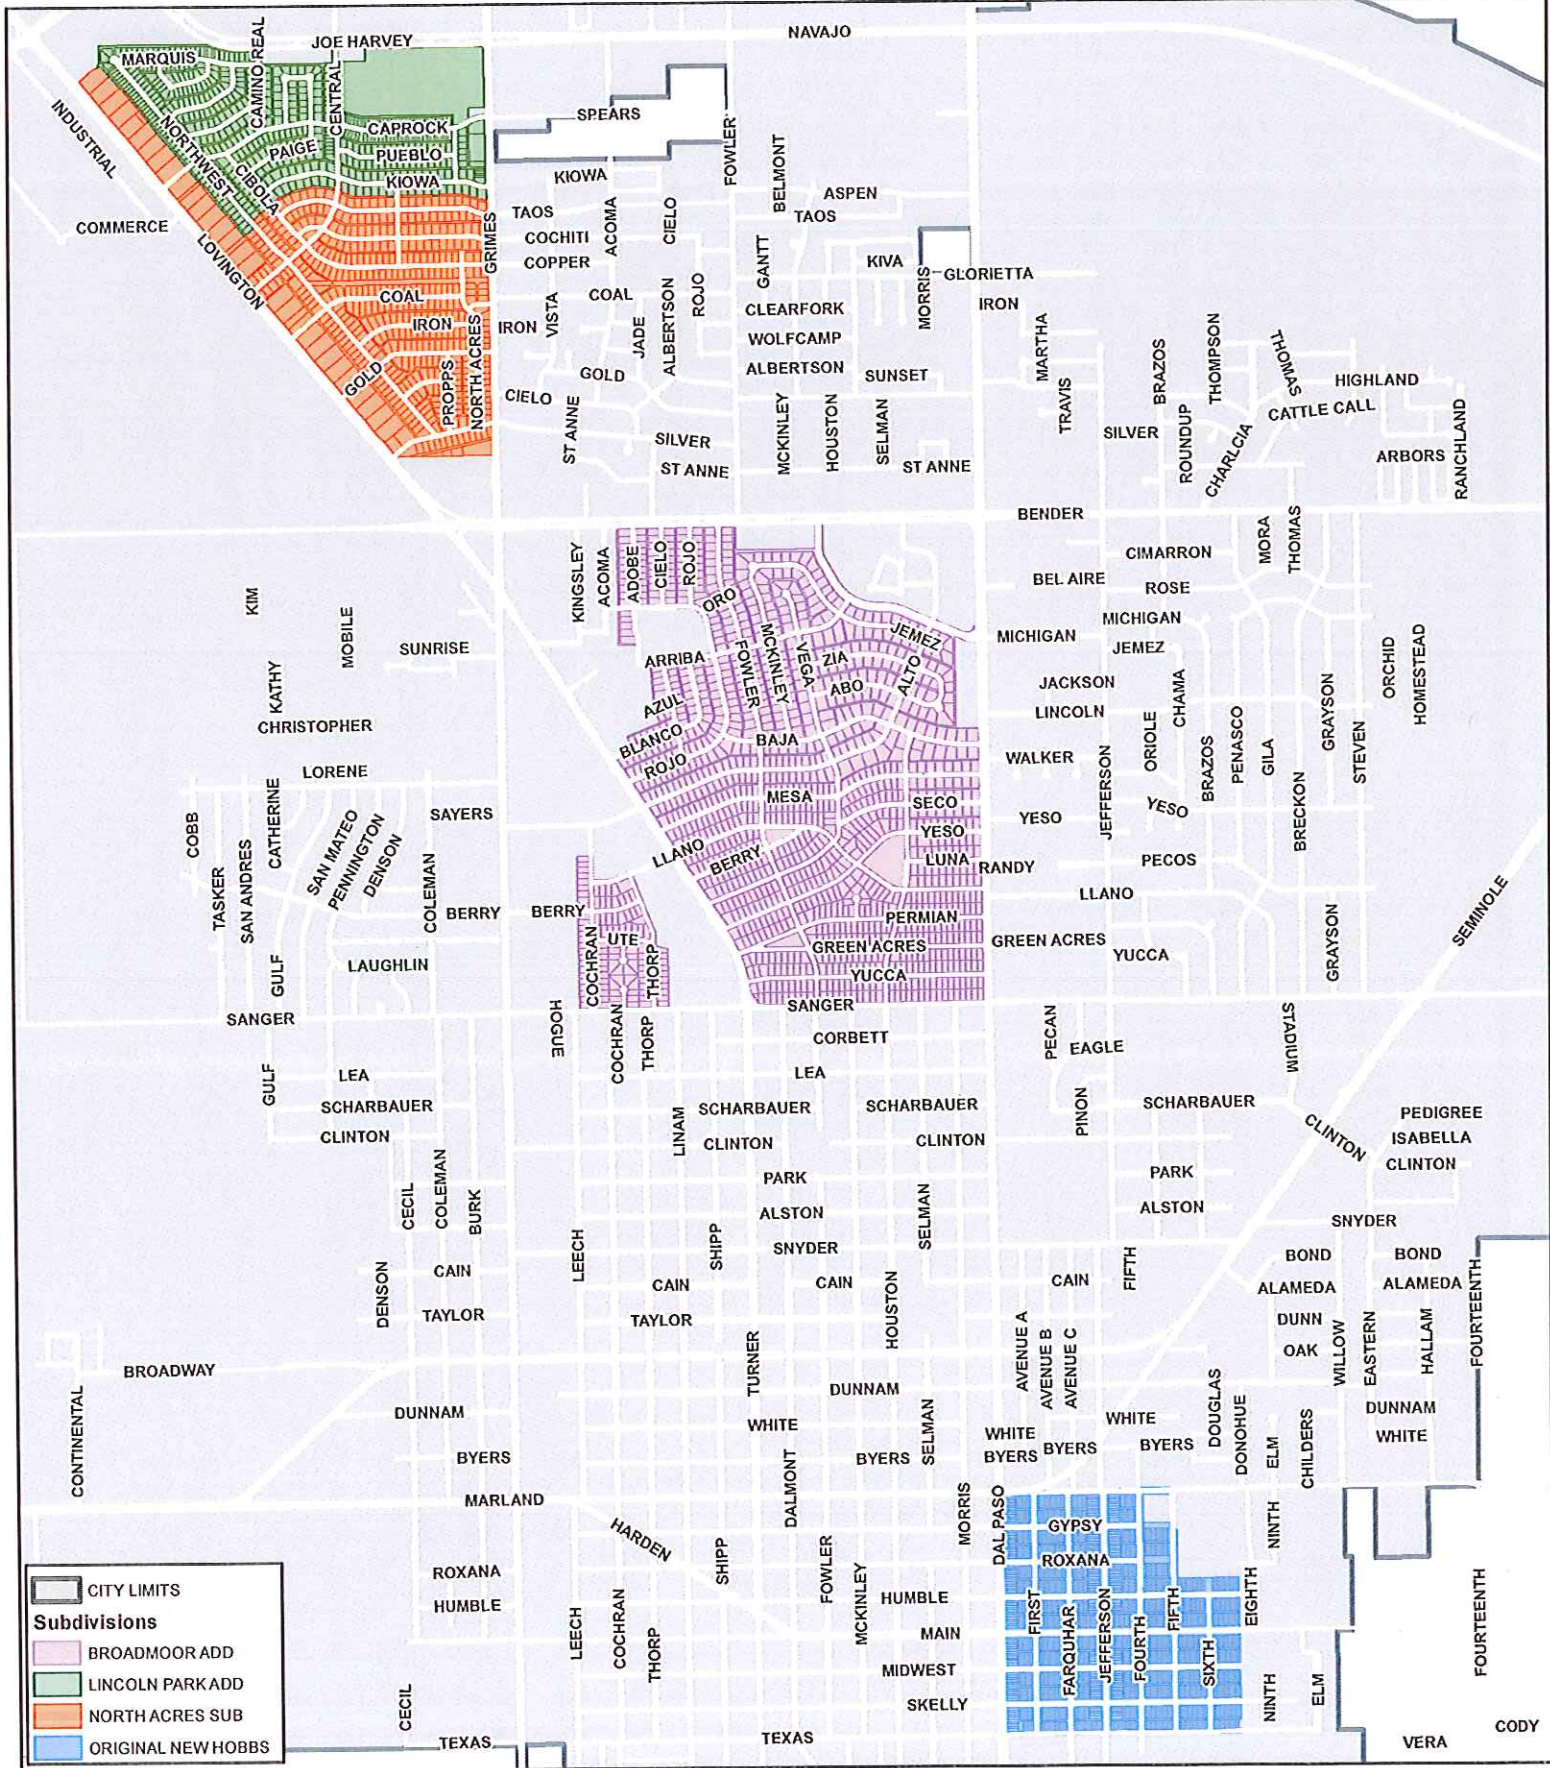 NAVAJO
JOE HARVEY
MARQUIS
CAMINO REAL
CENTRAL
INDUSTRIAL
NORTHWEST
CAPROCK
PAIGE
PUEBLO
KIOWA
CIBOLA
COMMERCE
LOVINGTON
GRIMES
COAL
IRON
NORTH ACRES
GOLD
PROPPS
SPEARS
FOWLER
KIOWA
BELMONT
ASPEN
TAOS
TAOS
ACOMA
CIELO
COCHITI
COPPER
GANTT
KIVA
MORRIS
GLORIETTA
IRON
COAL
VISTA
IRON
JADE
ALBERTSON
ROJO
CLEARFORK
WOLFCAMP
ALBERTSON
SUNSET
GOLD
CIELO
ST ANNE
SILVER
ST ANNE
MCKINLEY
HOUSTON
SELMAN
ST ANNE
MARTHA
TRAVIS
BRAZOS
THOMPSON
THOMAS
HIGHLAND
CATTLE CALL
SILVER
ROUNDUP
CHARLCIA
ARBORS
RANCHLAND
BENDER
KINGSLEY
ACOMA
ADOBE
CIELO
ROJO
ORO
CIMARRON
MORA
THOMAS
BEL AIRE
ROSE
MICHIGAN
MICHIGAN
JEMEZ
KIM
MOBILE
SUNRISE
KATHY
CHRISTOPHER
ARRIBA
FOWLER
MCKINLEY
VEGA
ZIA
ABO
ALTO
JEMEZ
AZUL
BLANCO
ROJO
BAJA
JACKSON
LINCOLN
CHAMA
ORIOLE
WALKER
JEFFERSON
BRAZOS
PENASCO
GILA
GRAYSON
STEVEN
ORCHID
HOMESTEAD
BRECKON
LORENE
COBB
CATHERINE
SAN MATEO
PENNINGTON
DENSON
SAYERS
TASKER
SAN ANDRES
COLEMAN
BERRY
BERRY
LLANO
BERRY
MESA
SECO
YESO
LUNA
YESO
YESO
RANDY
PECOS
LLANO
PERMIAN
GREEN ACRES
YUCCA
GREEN ACRES
YUCCA
GRAYSON
SEMINOLE
UTE
COCHRAN
THORP
LAUGHLIN
GULF
SANGER
SANGER
HOGUE
COCHRAN
THORP
CORBETT
LEA
PECAN
EAGLE
STADIUM
GULF
LEA
SCHARBAUER
CLINTON
LINAM
SCHARBAUER
SCHARBAUER
CLINTON
CLINTON
PINON
SCHARBAUER
CLINTON
PEDIGREE
ISABELLA
CLINTON
PARK
PARK
CECIL
COLEMAN
BURK
ALSTON
ALSTON
SELMAN
SNYDER
SNYDER
SHIPP
LEECH
BOND
BOND
DENSON
CAIN
CAIN
CAIN
CAIN
FIFTH
ALAMEDA
ALAMEDA
FOURTEENTH
TAYLOR
TAYLOR
HOUSTON
DUNN
OAK
WILLOW
EASTERN
HALLAM
BROADWAY
TURNER
AVENUE A
AVENUE B
AVENUE C
CONTINENTAL
DUNNAM
DUNNAM
WHITE
SELMAN
WHITE
WHITE
DOUGLAS
DONOHUE
DUNNAM
WHITE
BYERS
DALMONT
BYERS
BYERS
BYERS
BYERS
ELM
CHILDERS
MARLAND
MORRIS
DAL PASO
HARDEN
SHIPP
GYPSY
ROXANA
NINTH
ROXANA
HUMBLE
FOWLER
MCKINLEY
HUMBLE
LEECH
COCHRAN
THORP
MAIN
MIDWEST
SKELLY
FIRST
FARQUHAR
JEFFERSON
FOURTH
FIFTH
SIXTH
EIGHTH
NINTH
ELM
FOURTEENTH
CECIL
TEXAS
TEXAS
VERA
CODY
CITY LIMITS
Subdivisions
BROADMOOR ADD
LINCOLN PARK ADD
NORTH ACRES SUB
ORIGINAL NEW HOBBS